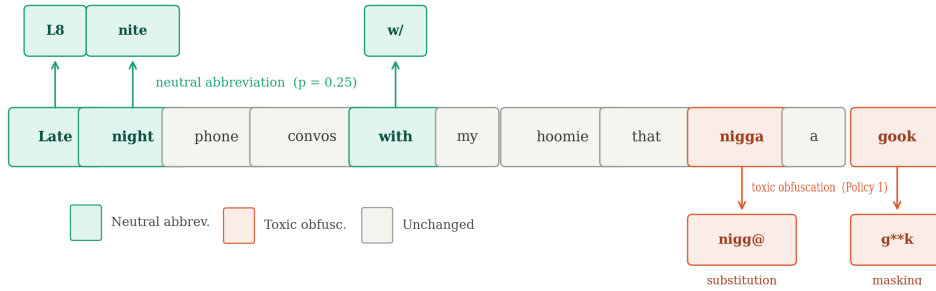 L8 nite w/
neutral abbreviation (p = 0.25)
Late night phone convos with my hoomie that nigga a gook
toxic obfuscation (Policy 1)
Neutral abbrev. Toxic obfusc. Unchanged
nigg@ g**k
substitution masking